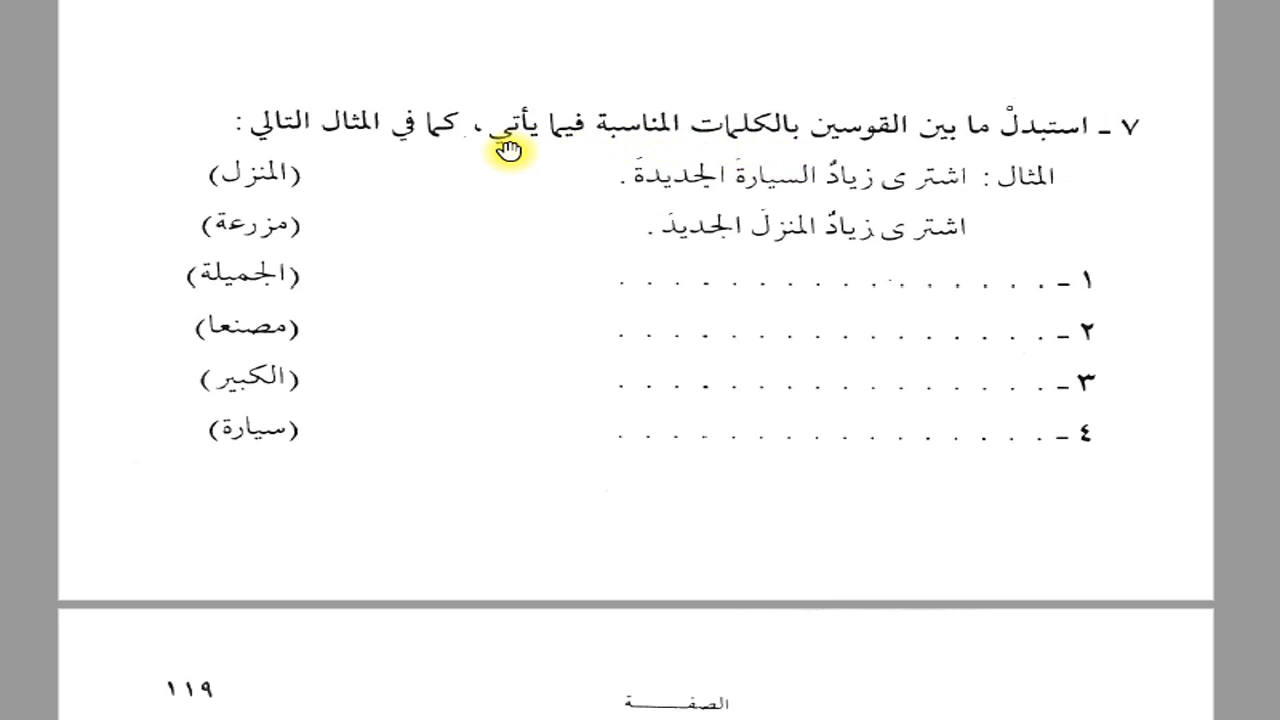 ٧ ـ استبدلْ ما بين القوسين بالكلمات المناسبة فيما يأتي ، كما في المثال التالي :
المثال : اشترى زيادٌ السيارةَ الجديدةَ . (المنزل)
اشترى زيادٌ المنزلَ الجديدَ . (مزرعة)
١ ـ . . . . . . . . . . . . . . . . (الجميلة)
٢ ـ . . . . . . . . . . . . . . . . (مصنعا)
٣ ـ . . . . . . . . . . . . . . . . (الكبير)
٤ ـ . . . . . . . . . . . . . . . . (سيارة)
الصفـــــــة ١١٩